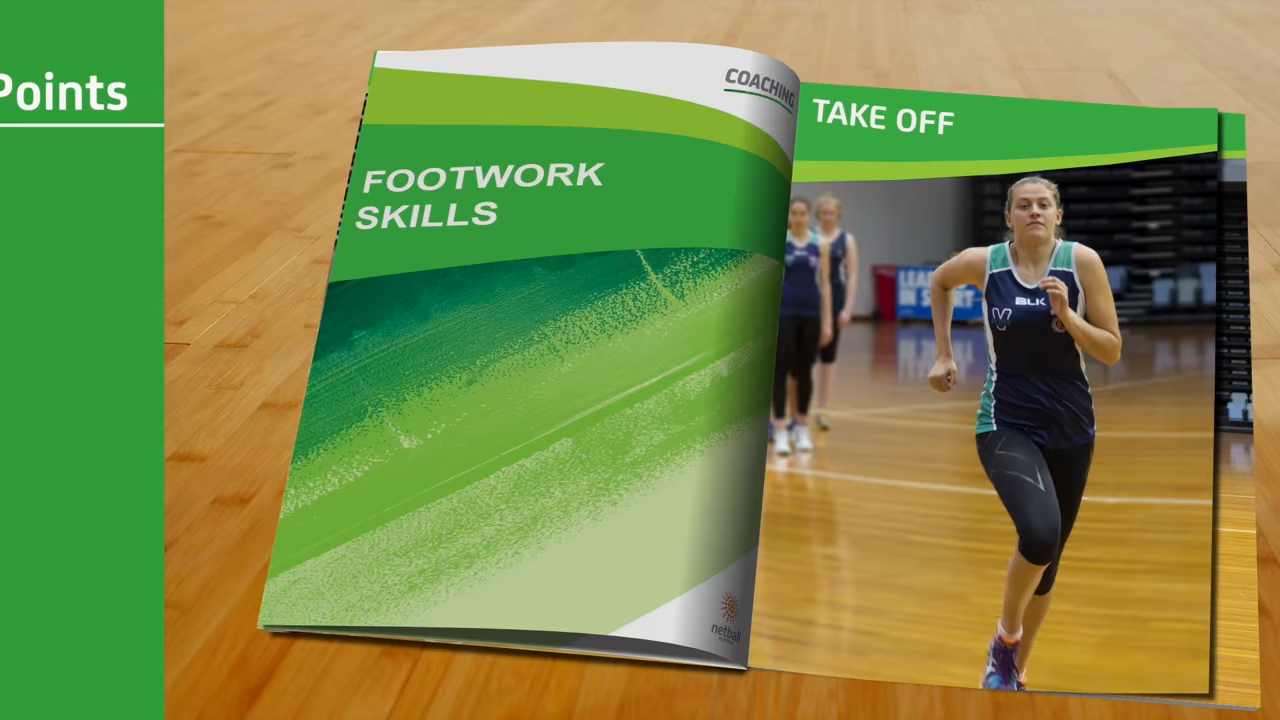 Points
COACHING
FOOTWORK
SKILLS
TAKE OFF
BLK
netball